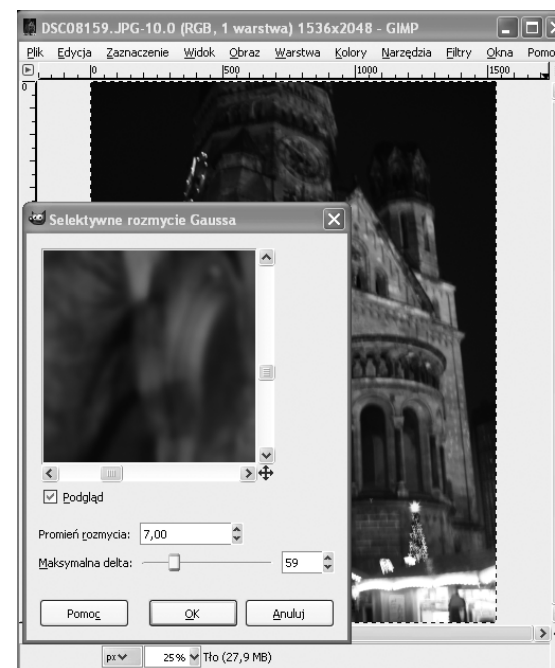 DSC08159.JPG-10.0 (RGB, 1 warstwa) 1536x2048 - GIMP
Plik Edycja Zaznaczenie Widok Obraz Warstwa Kolory Narzędzia Filtry Okna Pomo
0 500 1000 1500
0
Selektywne rozmycie Gaussa
Podgląd
Promień rozmycia: 7,00
Maksymalna delta: 59
Pomoc OK Anuluj
px 25% Tło (27,9 MB)